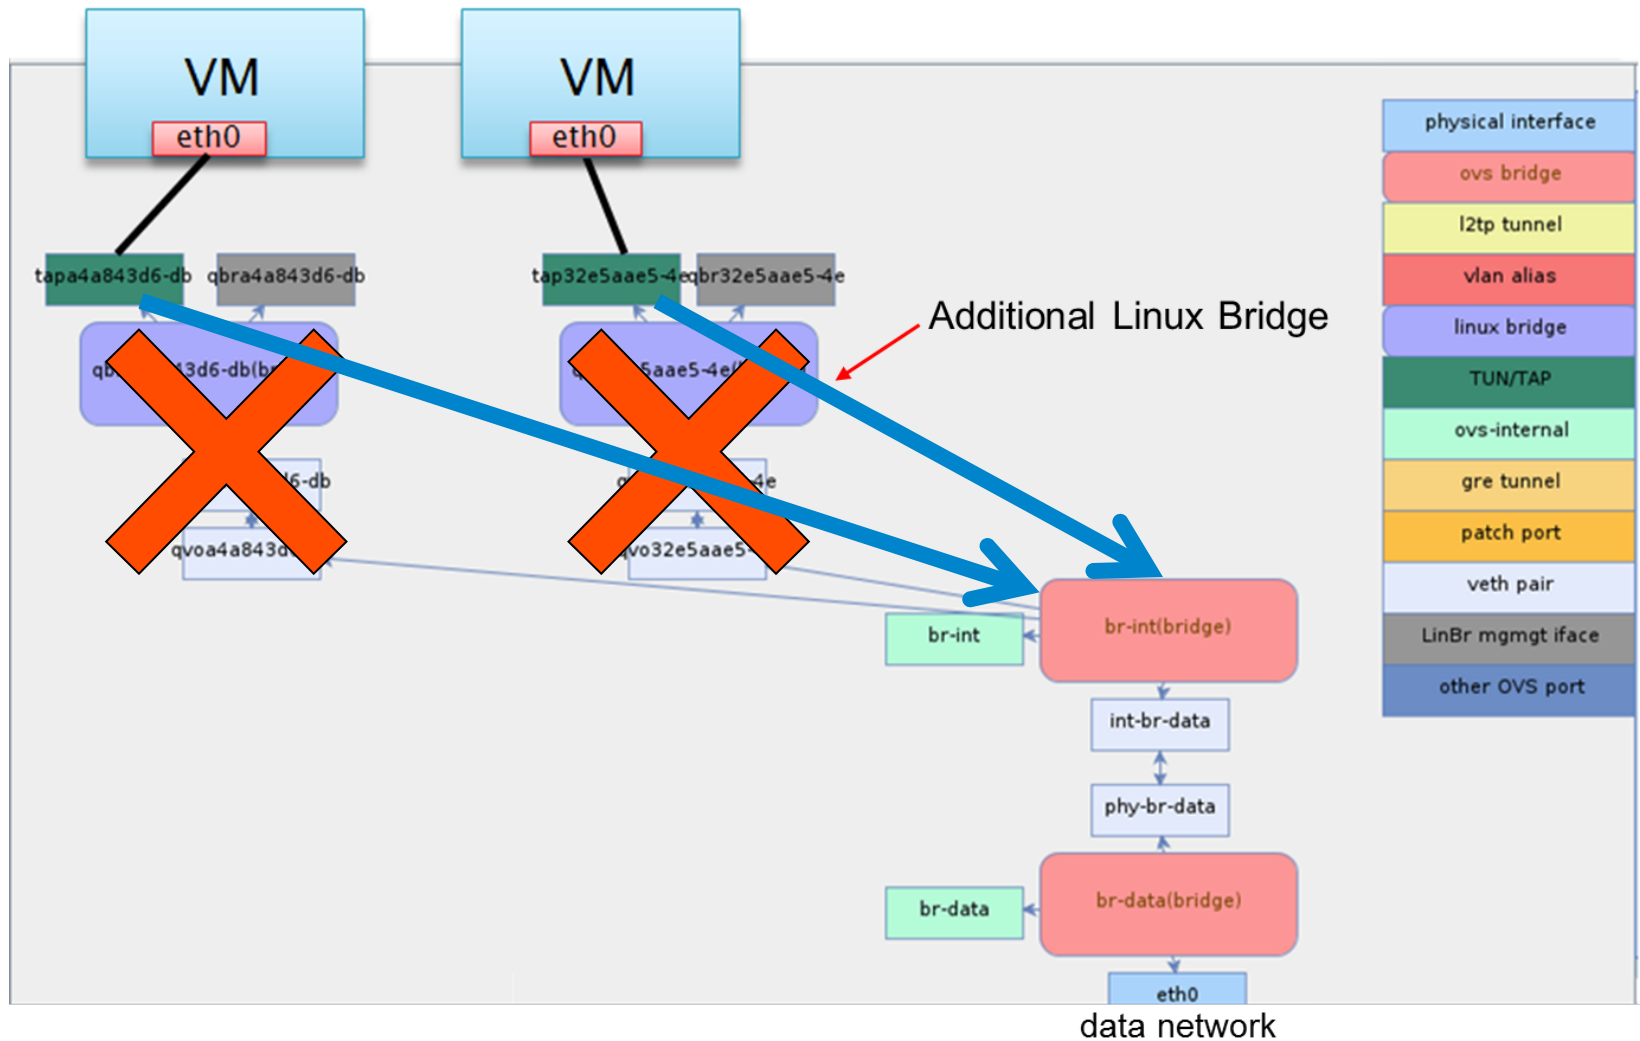 VM
VM
eth0
eth0
tapa4a843d6-db
qbra4a843d6-db
tap32e5aae5-4e
qbr32e5aae5-4e
physical interface
ovs bridge
l2tp tunnel
vlan alias
linux bridge
TUN/TAP
ovs-internal
gre tunnel
patch port
veth pair
LinBr mgmgt iface
other OVS port
Additional Linux Bridge
br-int
br-int(bridge)
int-br-data
phy-br-data
br-data
br-data(bridge)
eth0
data network